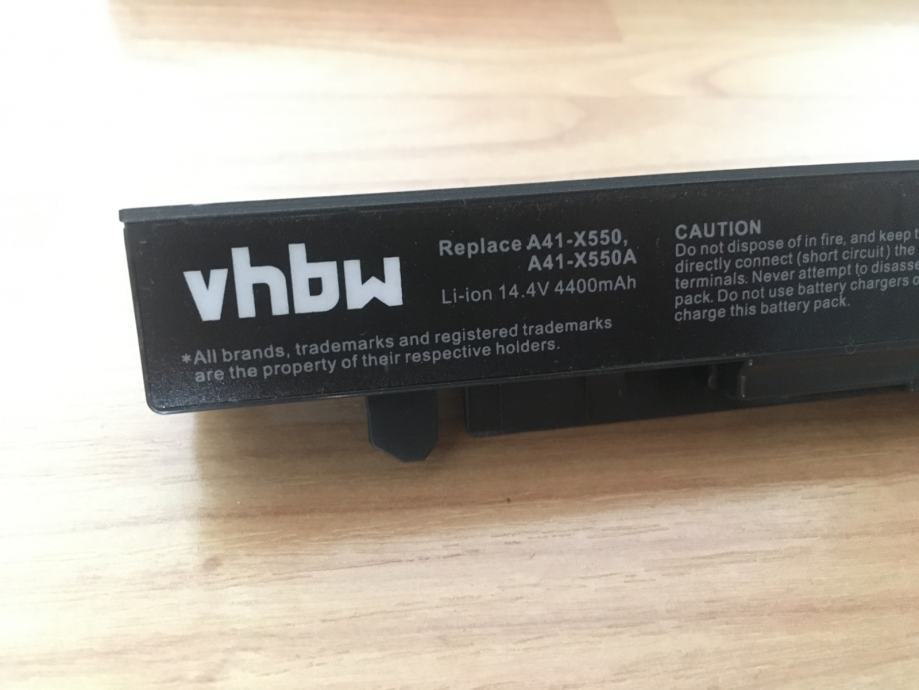 vhbw
Replace A41-X550,
A41-X550A
Li-ion 14.4V 4400mAh
*All brands, trademarks and registered trademarks
are the property of their respective holders.
CAUTION
Do not dispose of in fire, and keep
directly connect (short circuit) the
terminals. Never attempt to
pack. Do not use battery chargers
charge this battery pack.